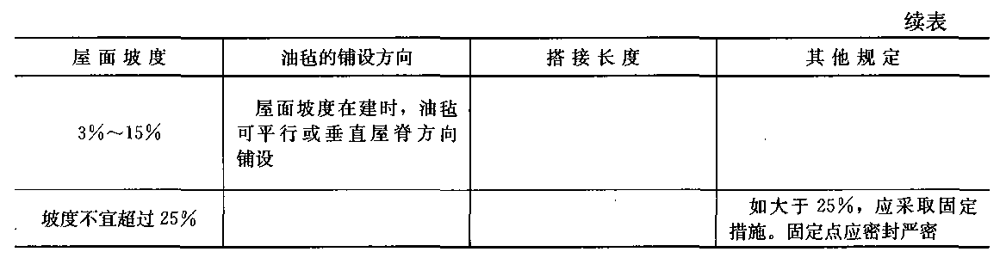 续表
屋面坡度 油毡的铺设方向 搭接长度 其他规定
屋面坡度在建时，油毡
3%～15% 可平行或垂直屋脊方向
铺设
坡度不宜超过25% 如大于25%，应采取固定
措施。固定点应密封严密